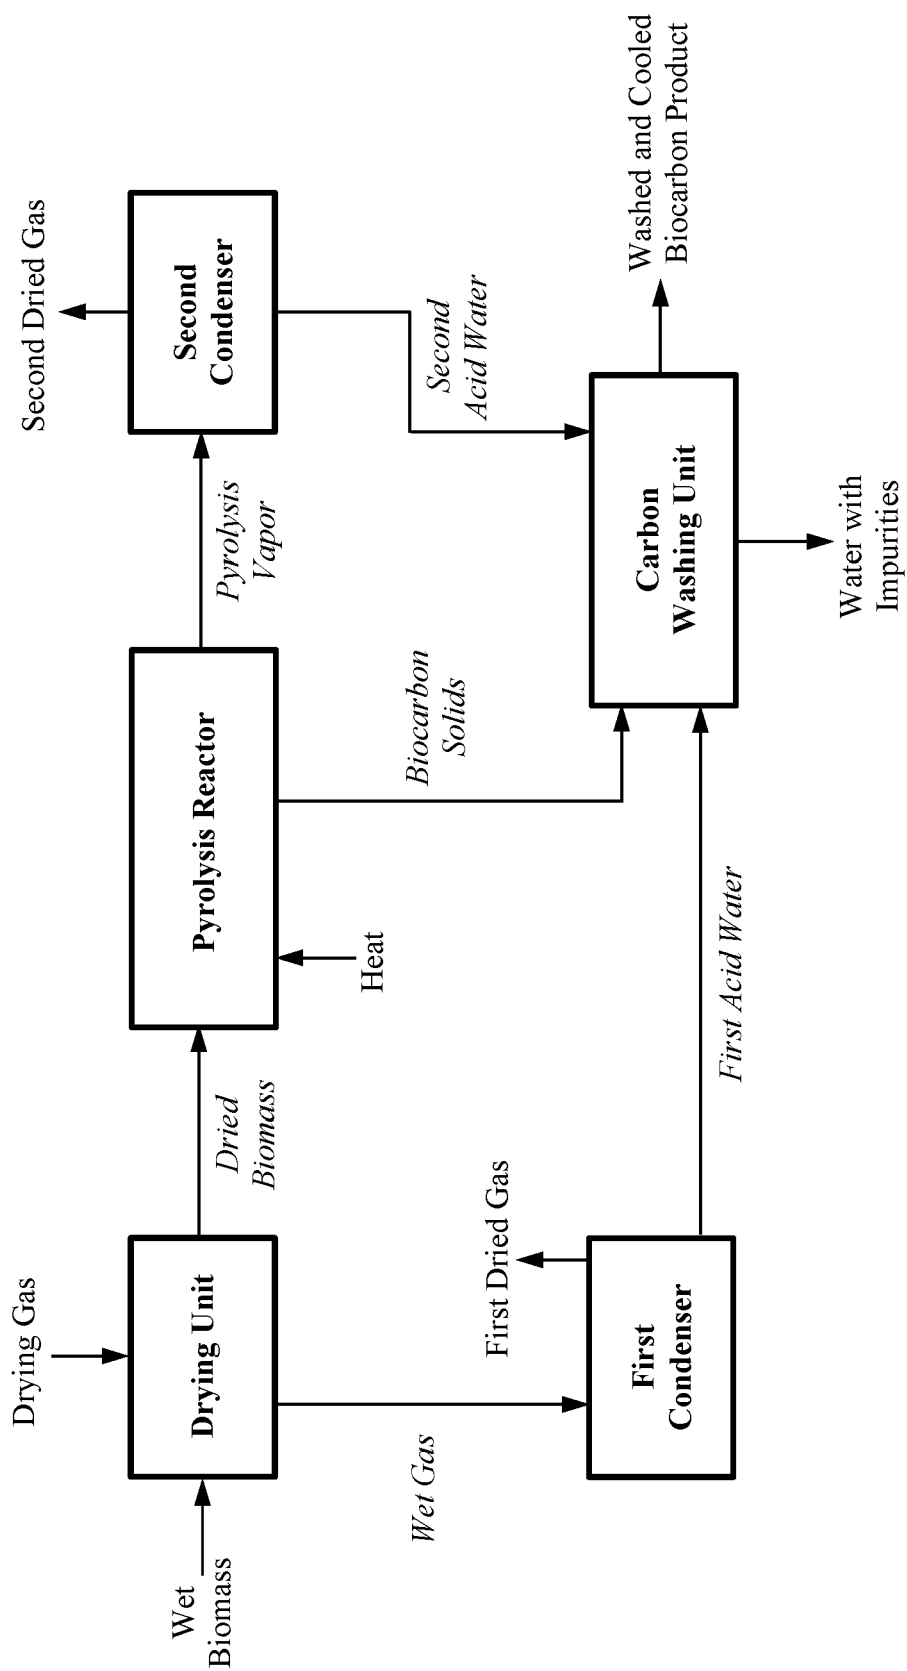 Drying Gas
Second Dried Gas
Wet
Biomass
Drying Unit
Dried
Biomass
Pyrolysis Reactor
Pyrolysis
Vapor
Second
Condenser
Heat
Wet Gas
First Dried Gas
Biocarbon
Solids
Second
Acid Water
First
Condenser
First Acid Water
Carbon
Washing Unit
Washed and Cooled
Biocarbon Product
Water with
Impurities